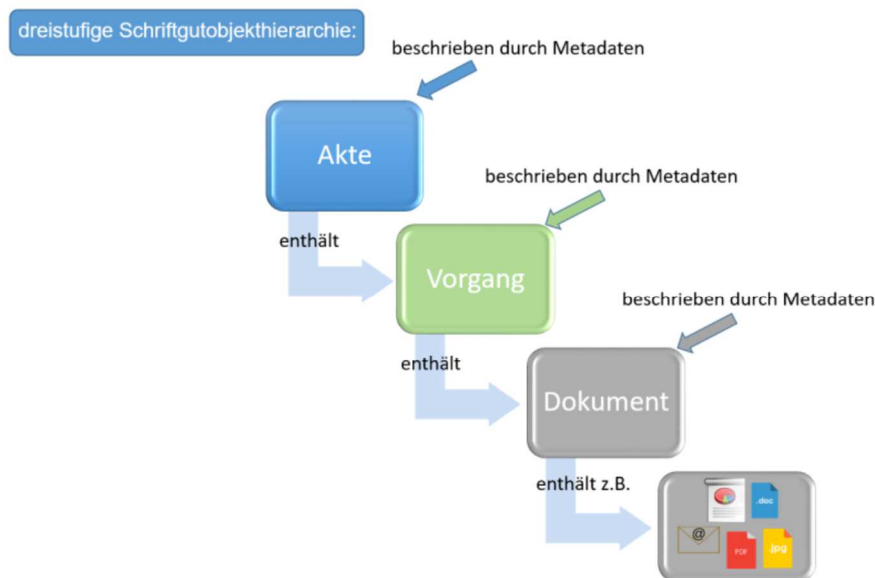 dreistufige Schriftgutobjekthierarchie:
beschrieben durch Metadaten
Akte
beschrieben durch Metadaten
enthält
Vorgang
beschrieben durch Metadaten
enthält
Dokument
enthält z.B.
.doc
@
PDF
.jpg